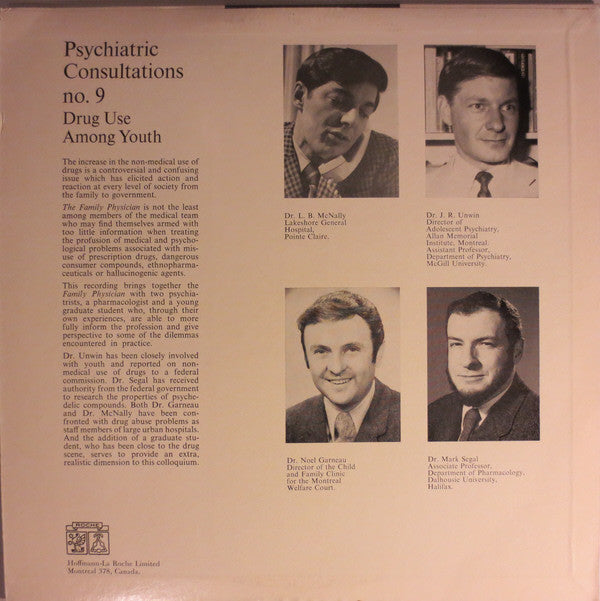 Psychiatric
Consultations
no. 9
Drug Use
Among Youth
The increase in the non-medical use of
drugs is a controversial and confusing
issue which has elicited action and
reaction at every level of society from
the family to government.
The Family Physician is not the least
among members of the medical team
who may find themselves armed with
too little information when treating
the profusion of medical and psycho-
logical problems associated with mis-
use of prescription drugs, dangerous
consumer compounds, ethnopharma-
ceuticals or hallucinogenic agents.
This recording brings together the
Family Physician with two psychia-
trists, a pharmacologist and a young
graduate student who, through their
own experiences, are able to more
fully inform the profession and give
perspective to some of the dilemmas
encountered in practice.
Dr. Unwin has been closely involved
with youth and reported on non-
medical use of drugs to a federal
commission. Dr. Segal has received
authority from the federal government
to research the properties of psyche-
delic compounds. Both Dr. Garneau
and Dr. McNally have been con-
fronted with drug abuse problems as
staff members of large urban hospitals.
And the addition of a graduate stu-
dent, who has been close to the drug
scene, serves to provide an extra,
realistic dimension to this colloquium.
Dr. L. B. McNally
Lakeshore General
Hospital,
Pointe Claire.
Dr. J. R. Unwin
Director of
Adolescent Psychiatry,
Allan Memorial
Institute, Montreal.
Assistant Professor,
Department of Psychiatry,
McGill University.
Dr. Noel Garneau
Director of the Child
and Family Clinic
for the Montreal
Welfare Court.
Dr. Mark Segal
Associate Professor,
Department of Pharmacology,
Dalhousie University,
Halifax.
ROCHE
Hoffmann-La Roche Limited
Montreal 378, Canada.